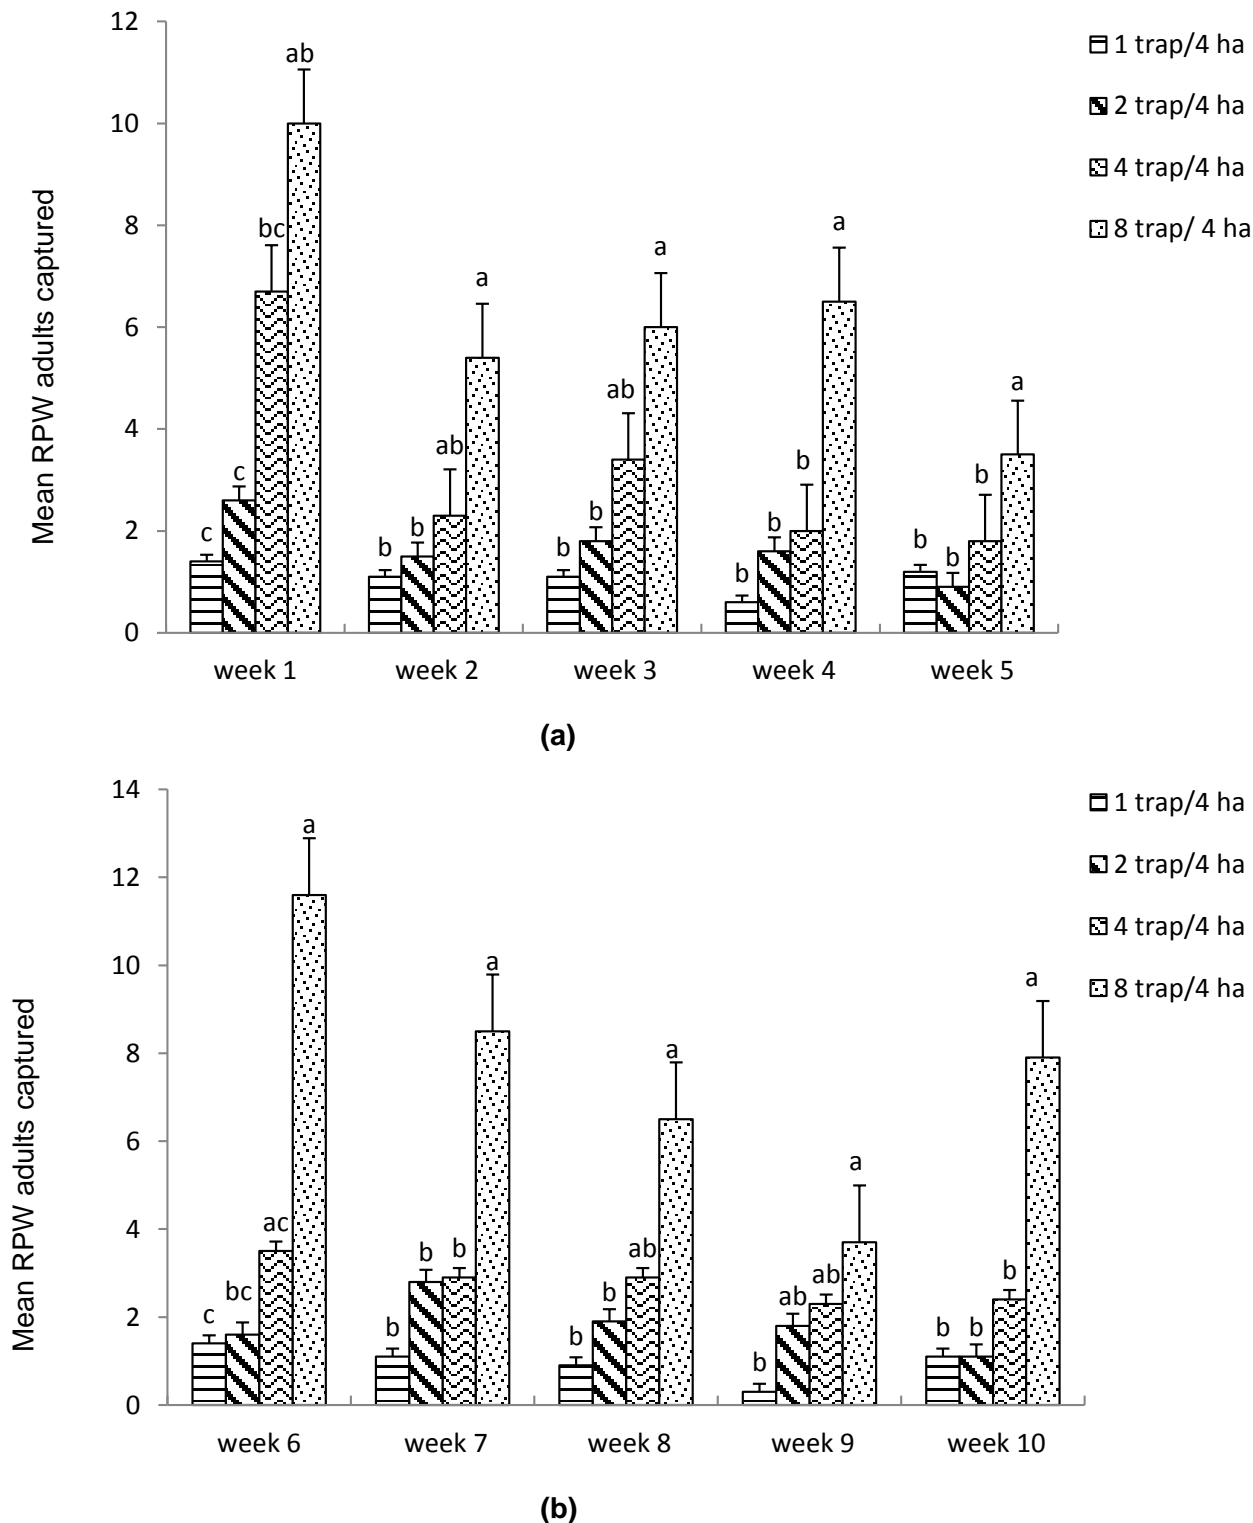 12
10
8
6
4
2
0
Mean RPW adults captured
c
c
bc
ab
b
b
ab
a
b
b
ab
a
b
b
b
a
b
b
b
a
week 1
week 2
week 3
week 4
week 5
1 trap/4 ha
2 trap/4 ha
4 trap/4 ha
8 trap/ 4 ha
(a)
14
12
10
8
6
4
2
0
Mean RPW adults captured
c
bc
ac
a
b
b
b
a
b
b
ab
a
b
ab
ab
a
b
b
b
a
week 6
week 7
week 8
week 9
week 10
1 trap/4 ha
2 trap/4 ha
4 trap/4 ha
8 trap/4 ha
(b)